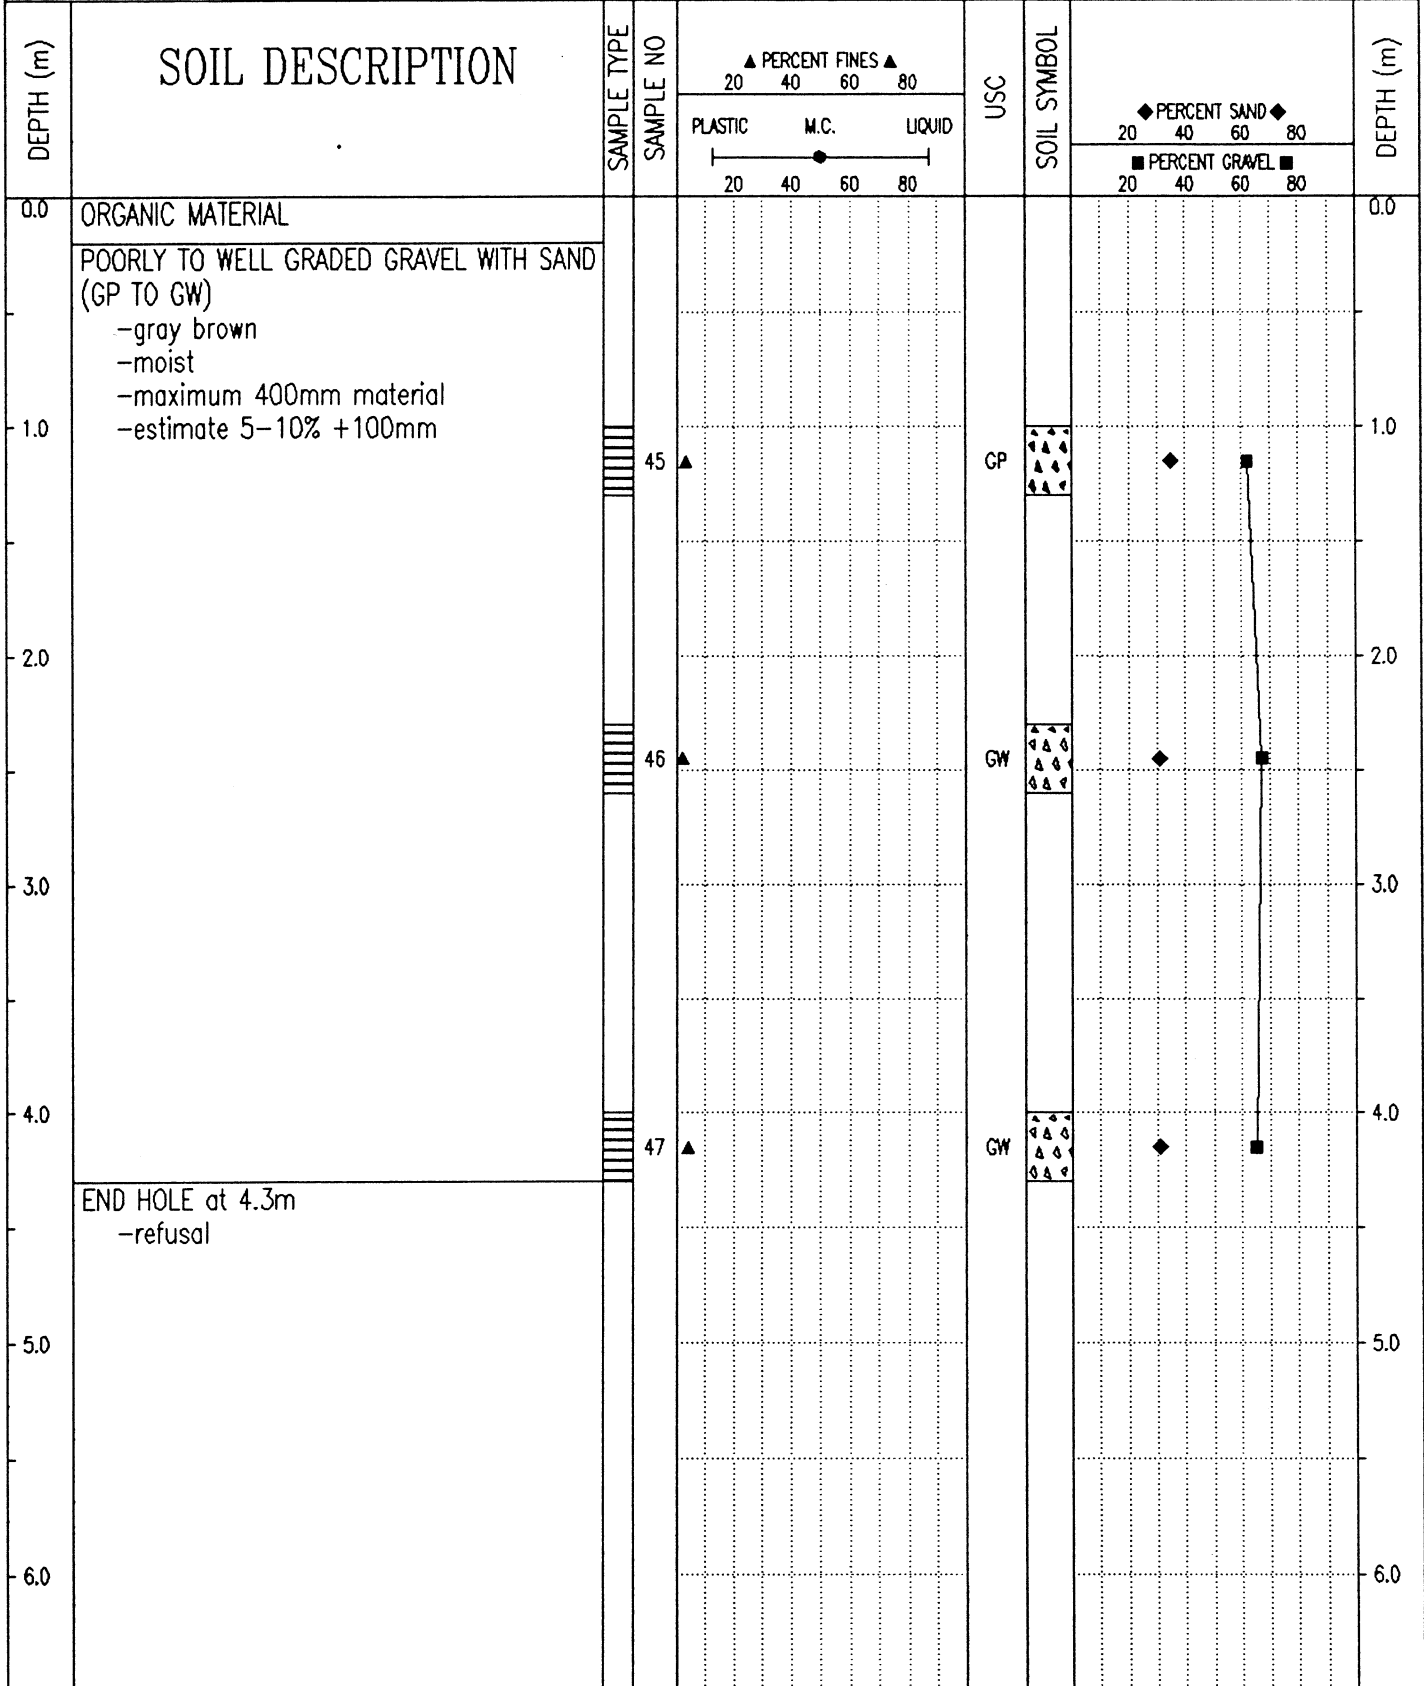 DEPTH (m)
SOIL DESCRIPTION
SAMPLE TYPE
SAMPLE NO
▲ PERCENT FINES ▲
20 40 60 80
PLASTIC M.C. LIQUID
20 40 60 80
USC
SOIL SYMBOL
◆ PERCENT SAND ◆
20 40 60 80
■ PERCENT GRAVEL ■
20 40 60 80
DEPTH (m)
0.0 ORGANIC MATERIAL 0.0
POORLY TO WELL GRADED GRAVEL WITH SAND
(GP TO GW)
-gray brown
-moist
-maximum 400mm material
1.0 -estimate 5-10% +100mm 1.0
45 GP
2.0 2.0
46 GW
3.0 3.0
4.0 4.0
47 GW
END HOLE at 4.3m
-refusal
5.0 5.0
6.0 6.0